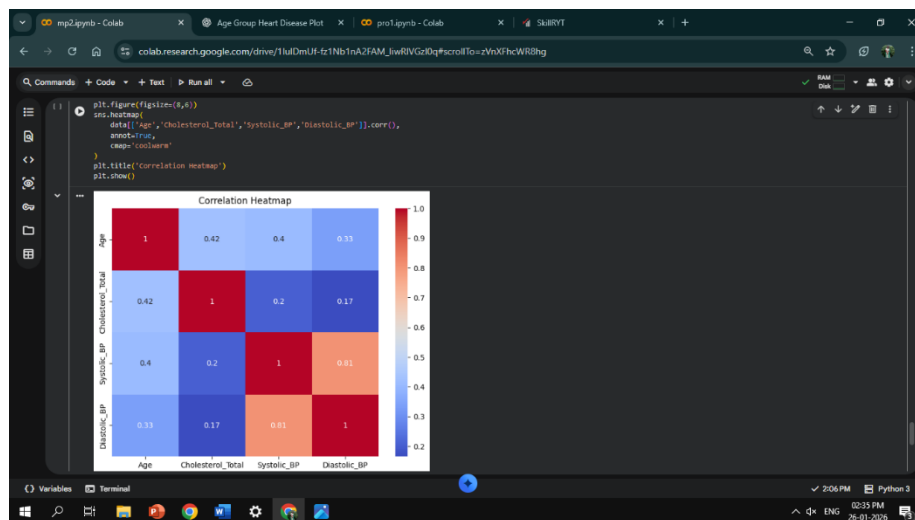 mp2.ipynb - Colab
Age Group Heart Disease Plot
pro1.ipynb - Colab
SkillRYT
colab.research.google.com/drive/1IulDmUf-fz1Nb1nA2FAM_liwRlVGzl0q#scrollTo=zVnXFhcWR8hg
Commands + Code + Text Run all
RAM
Disk
plt.figure(figsize=(8,6))
sns.heatmap(
data[['Age','Cholesterol_Total','Systolic_BP','Diastolic_BP']].corr(),
annot=True,
cmap='coolwarm'
)
plt.title('Correlation Heatmap')
plt.show()
Correlation Heatmap
Age 1 0.42 0.4 0.33
Cholesterol_Total 0.42 1 0.2 0.17
Systolic_BP 0.4 0.2 1 0.81
Diastolic_BP 0.33 0.17 0.81 1
Age Cholesterol_Total Systolic_BP Diastolic_BP
1.0
0.9
0.8
0.7
0.6
0.5
0.4
0.3
0.2
Variables Terminal
2:06 PM Python 3
ENG
02:35 PM
26-01-2026